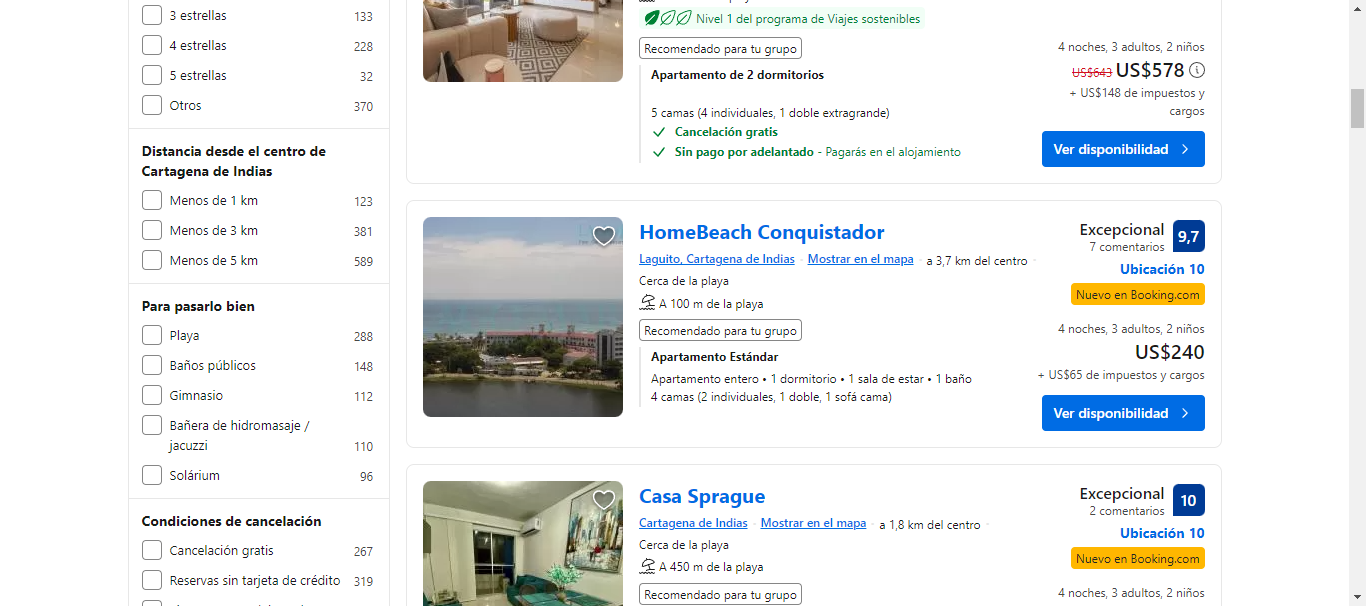 3 estrellas 133
4 estrellas 228
5 estrellas 32
Otros 370
Distancia desde el centro de
Cartagena de Indias
Menos de 1 km 123
Menos de 3 km 381
Menos de 5 km 589
Para pasarlo bien
Playa 288
Baños públicos 148
Gimnasio 112
Bañera de hidromasaje /
jacuzzi 110
Solárium 96
Condiciones de cancelación
Cancelación gratis 267
Reservas sin tarjeta de crédito 319
Nivel 1 del programa de Viajes sostenibles
Recomendado para tu grupo
Apartamento de 2 dormitorios
5 camas (4 individuales, 1 doble extragrande)
Cancelación gratis
Sin pago por adelantado - Pagarás en el alojamiento
4 noches, 3 adultos, 2 niños
US$643 US$578
+ US$148 de impuestos y
cargos
Ver disponibilidad
HomeBeach Conquistador
Laguito, Cartagena de Indias · Mostrar en el mapa · a 3,7 km del centro ·
Cerca de la playa
A 100 m de la playa
Recomendado para tu grupo
Apartamento Estándar
Apartamento entero • 1 dormitorio • 1 sala de estar • 1 baño
4 camas (2 individuales, 1 doble, 1 sofá cama)
Excepcional 9,7
7 comentarios
Ubicación 10
Nuevo en Booking.com
4 noches, 3 adultos, 2 niños
US$240
+ US$65 de impuestos y cargos
Ver disponibilidad
Casa Sprague
Cartagena de Indias · Mostrar en el mapa · a 1,8 km del centro ·
Cerca de la playa
A 450 m de la playa
Recomendado para tu grupo
Excepcional 10
2 comentarios
Ubicación 10
Nuevo en Booking.com
4 noches, 3 adultos, 2 niños